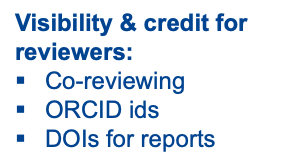 Visibility & credit for
reviewers:
▪ Co-reviewing
▪ ORCID ids
▪ DOIs for reports